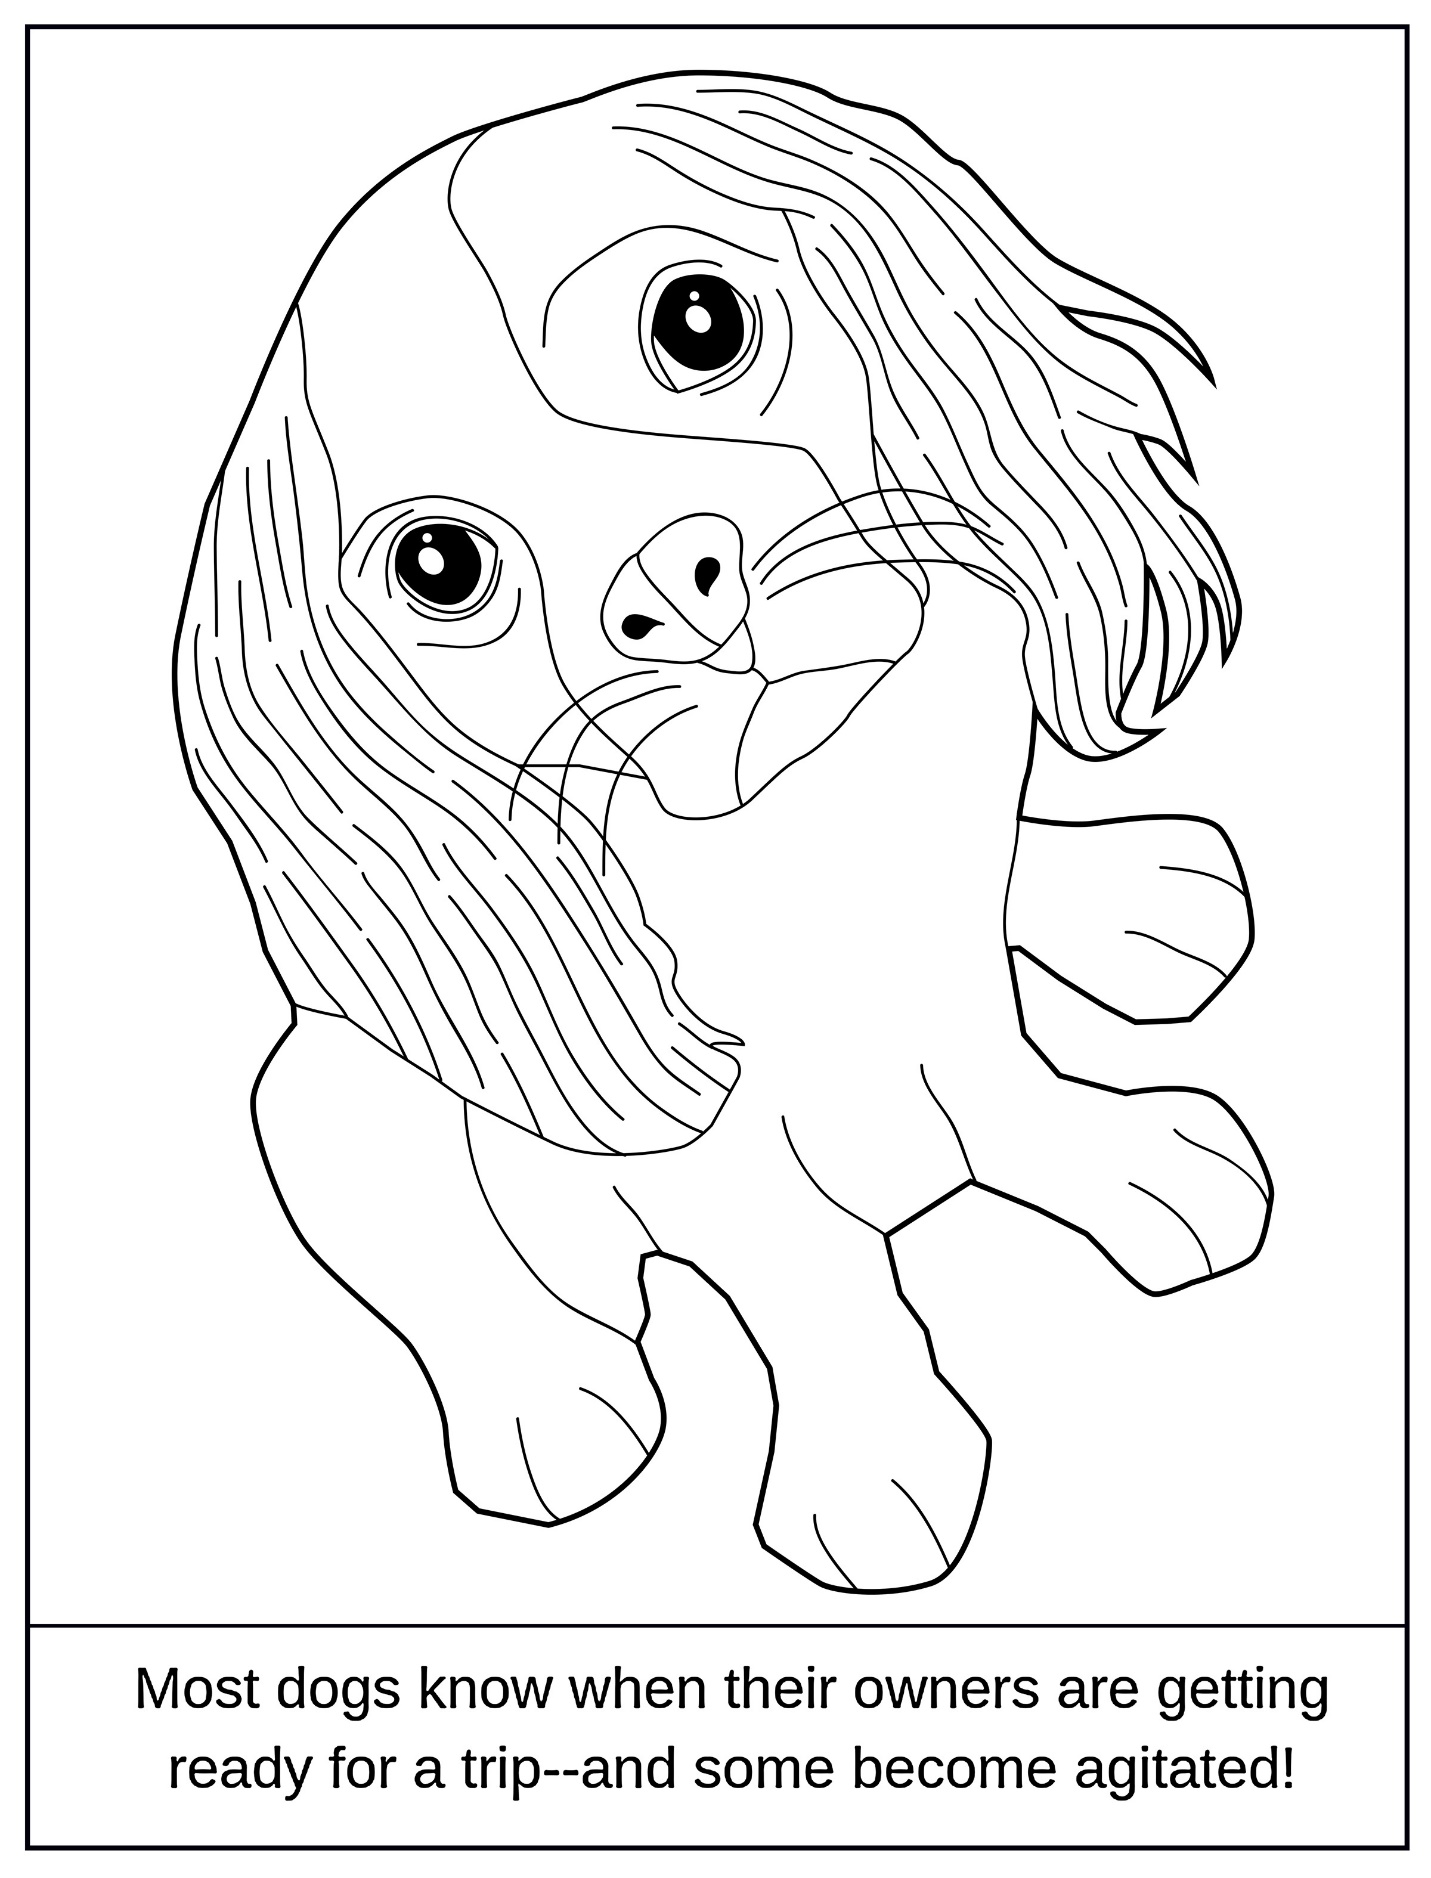 Most dogs know when their owners are getting
ready for a trip--and some become agitated!